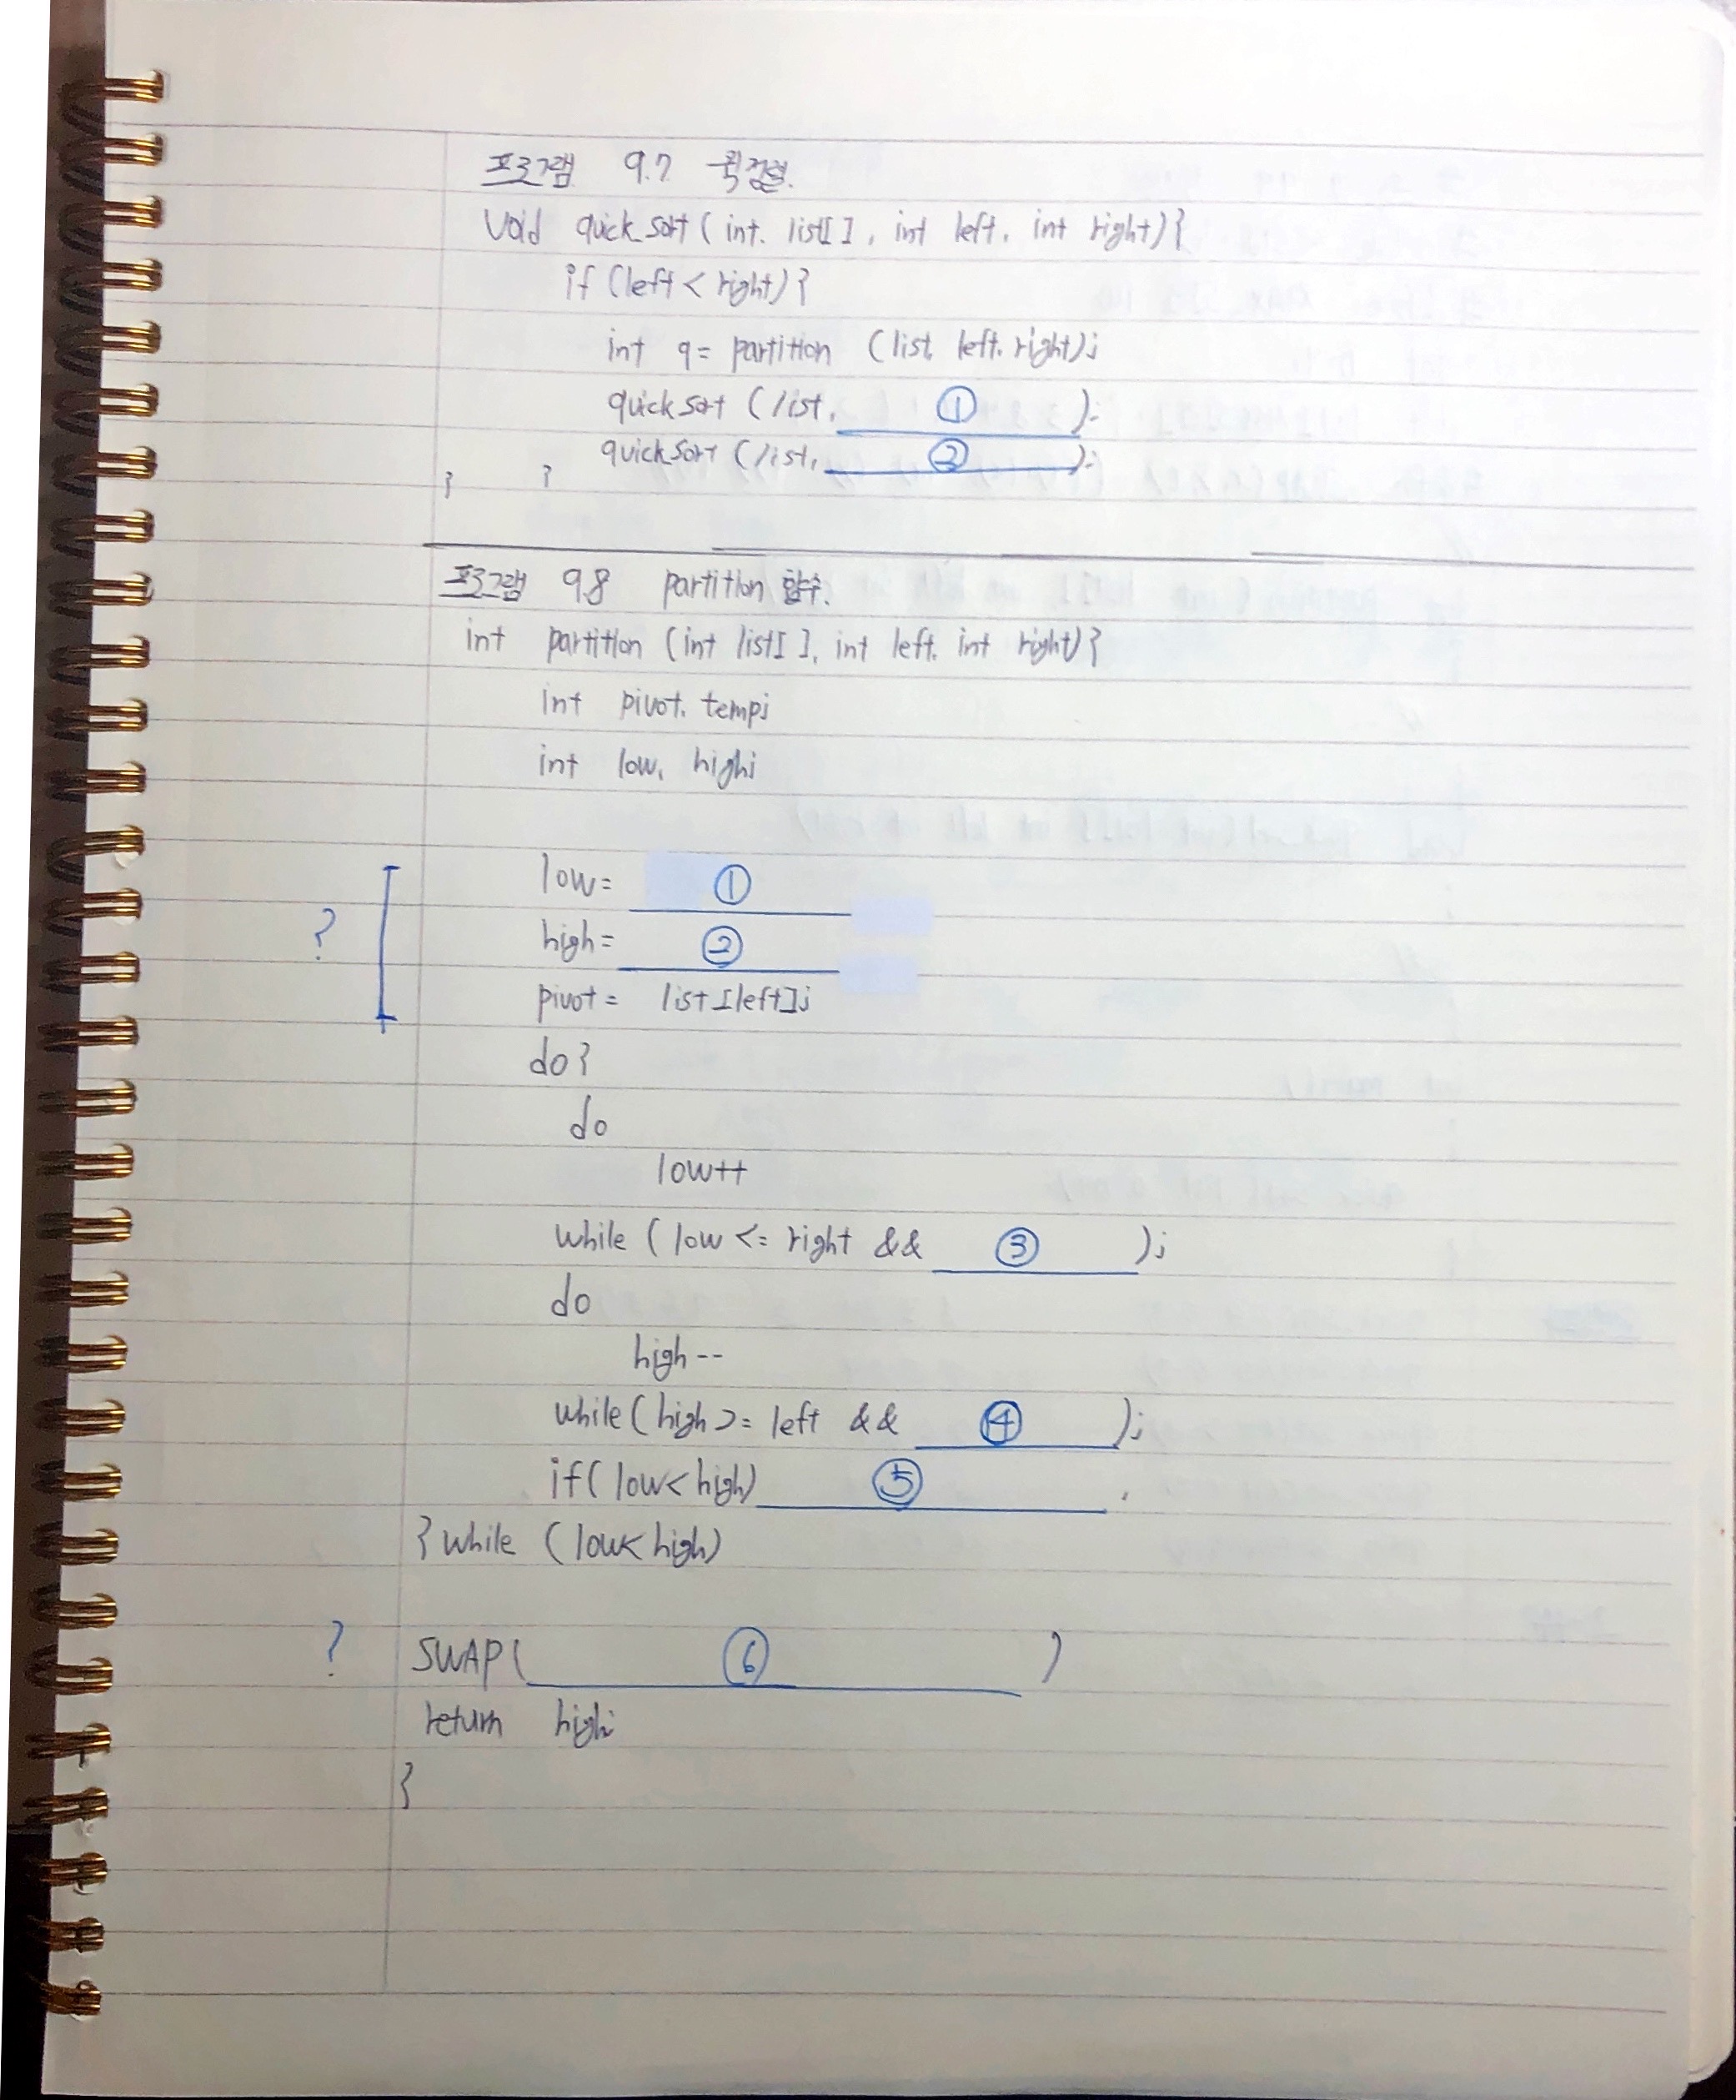 프로그램 9.7 퀵정렬.
void quick_sort ( int. list[ ], int left. int right) {
if (left < right) {
int q = partition (list, left. right);
quick sort ( list, ① );
quick sort ( list, ② );
} }
프로그램 9.8 partition 함수.
int partition (int list[ ], int left. int right) {
int pivot. temp;
int low, high;
low = ①
? high = ②
pivot = list[left];
do {
do
low++
while ( low <= right && ③ );
do
high --
while ( high >= left && ④ );
if ( low < high) ⑤ .
} while (low < high)
? SWAP ( ⑥ )
return high;
}